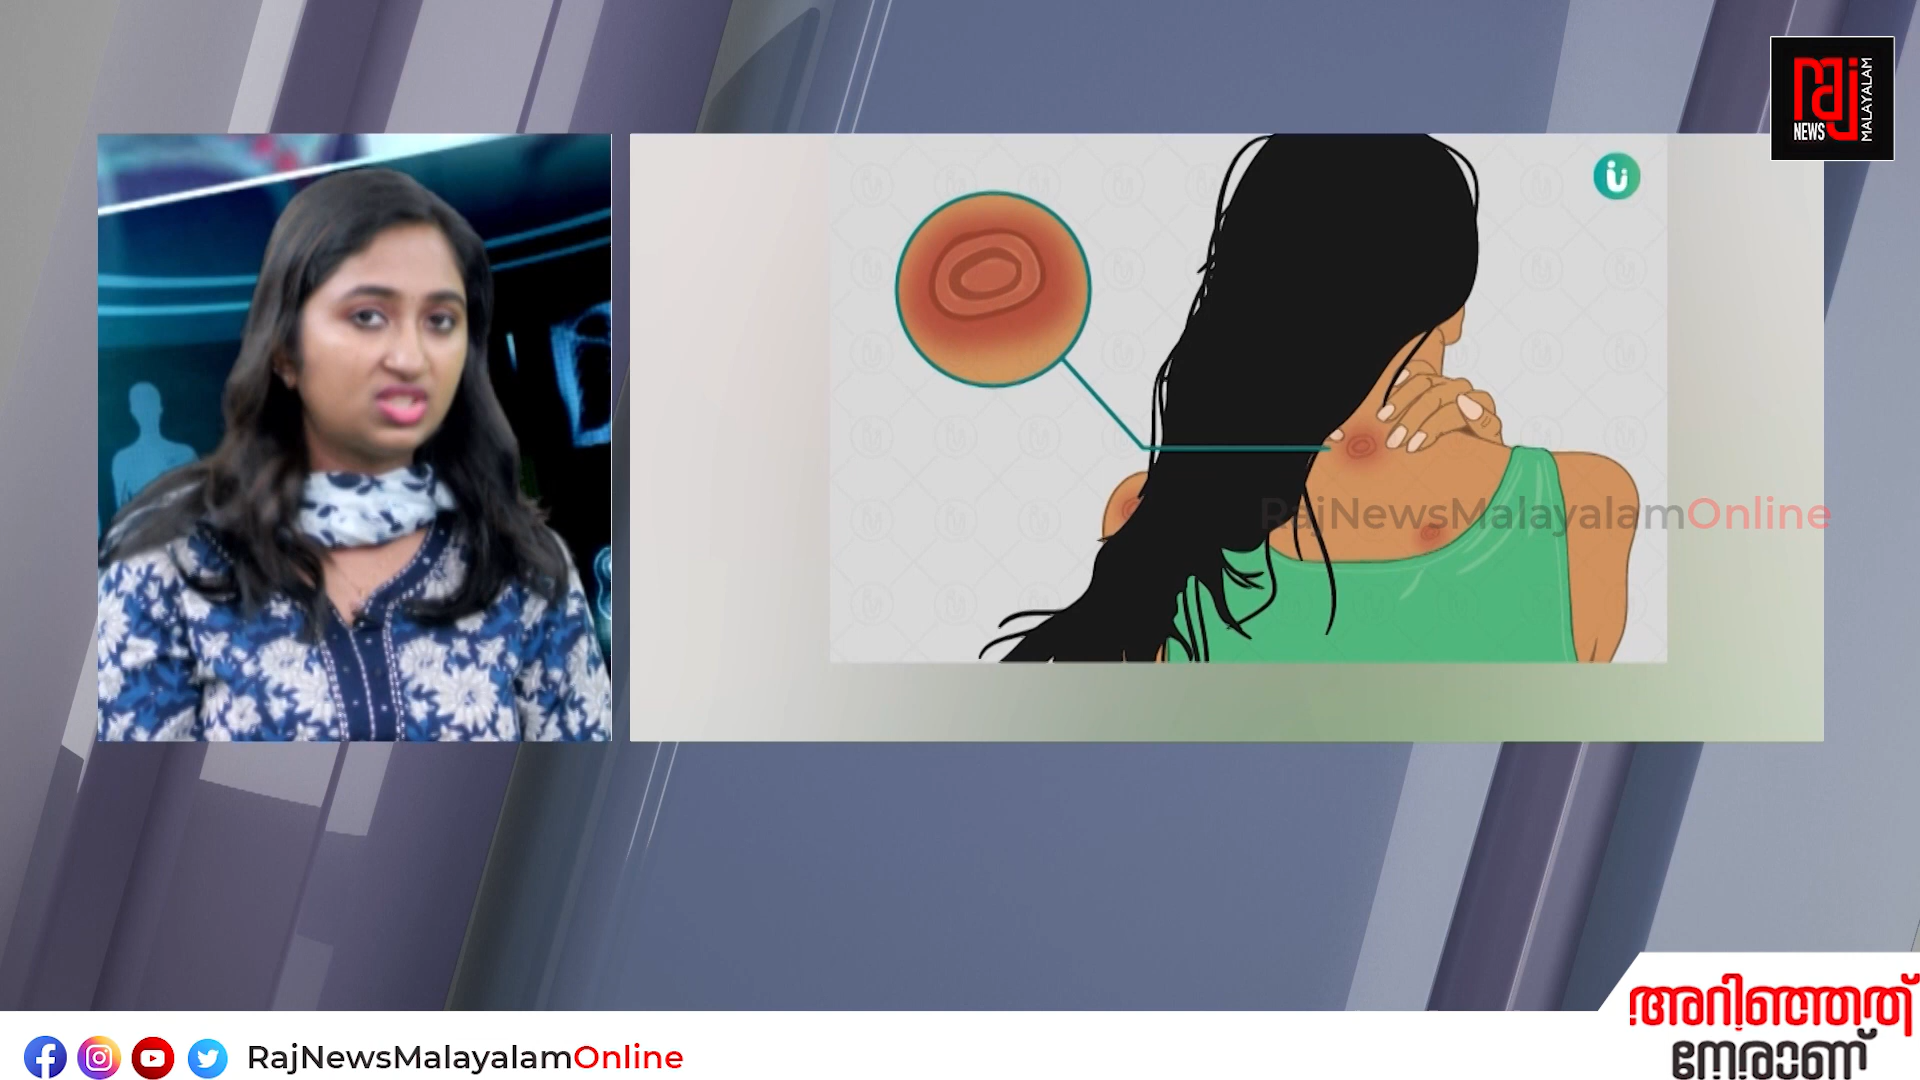 raj
NEWS
MALAYALAM
RajNewsMalayalamOnline
RajNewsMalayalamOnline
അറിഞ്ഞത്
നേരാണ്